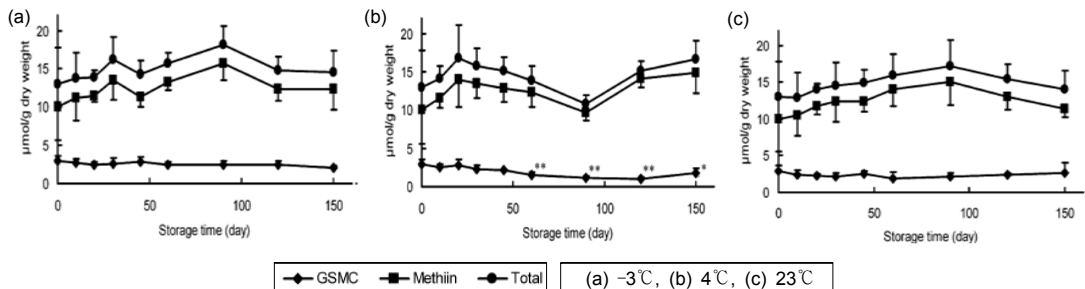 (a)
μmol/g dry weight
20
15
10
5
0
0 50 100 150
Storage time (day)
(b)
μmol/g dry weight
20
15
10
5
0
** ** ** *
0 50 100 150
Storage time (day)
(c)
μmol/g dry weight
20
15
10
5
0
0 50 100 150
Storage time (day)
GSMC Methiin Total
(a) -3℃, (b) 4℃, (c) 23℃